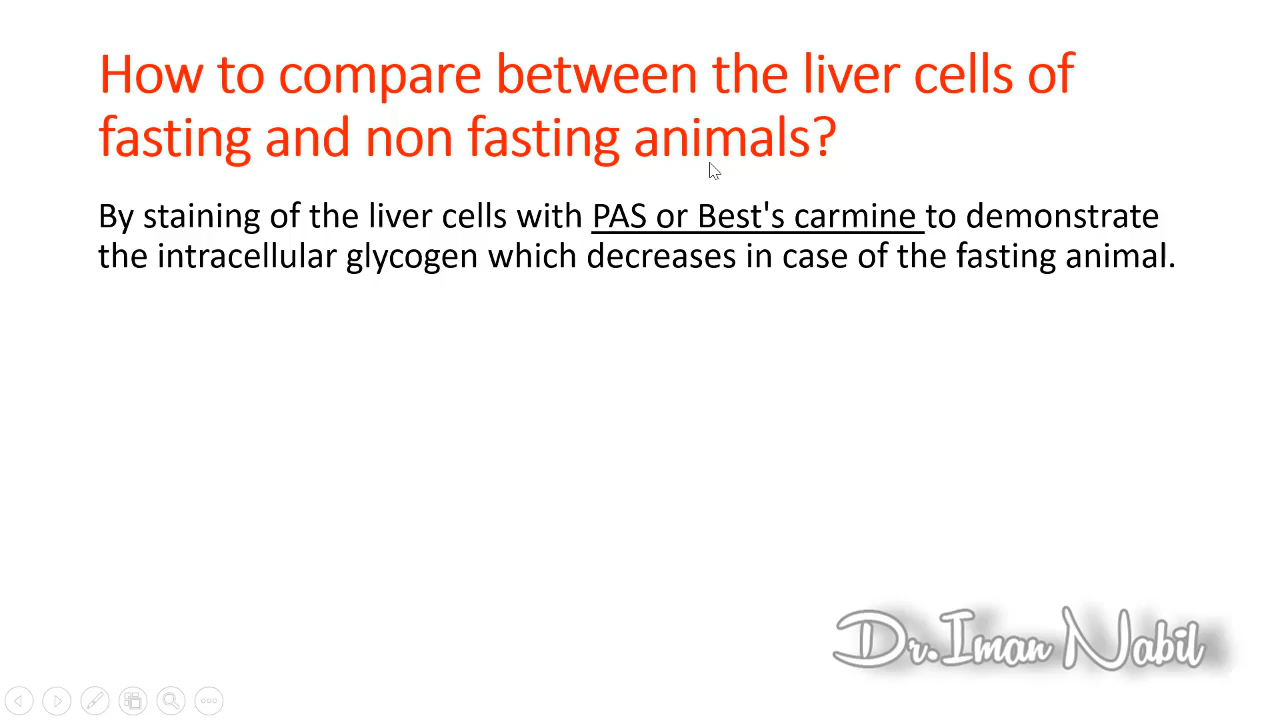 How to compare between the liver cells of
fasting and non fasting animals?
By staining of the liver cells with PAS or Best's carmine to demonstrate
the intracellular glycogen which decreases in case of the fasting animal.
Dr.Iman Nabil